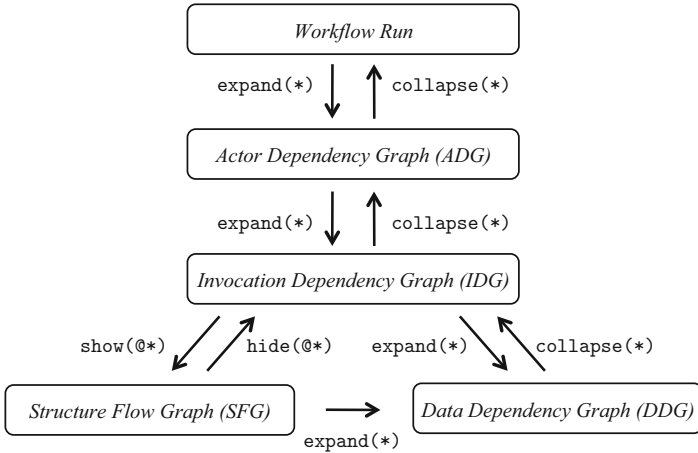 Workflow Run
expand(*) collapse(*)
Actor Dependency Graph (ADG)
expand(*) collapse(*)
Invocation Dependency Graph (IDG)
show(@*) hide(@*) expand(*) collapse(*)
Structure Flow Graph (SFG) Data Dependency Graph (DDG)
expand(*)